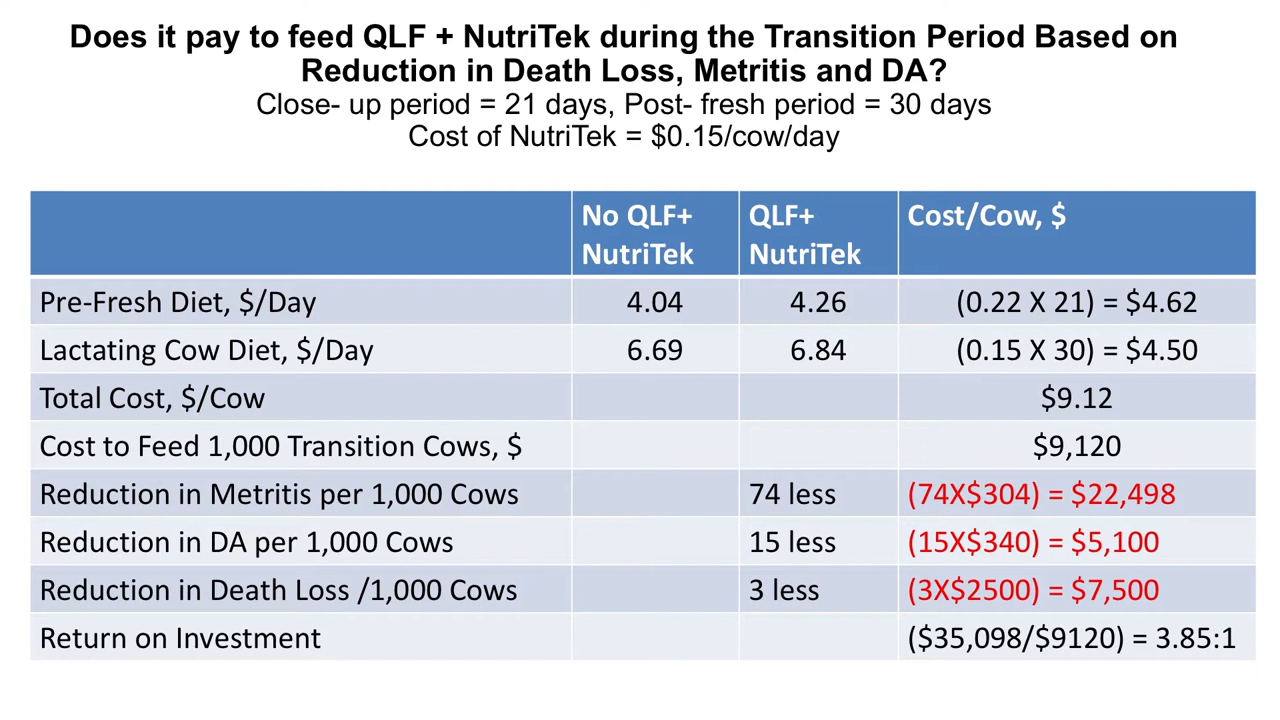 Does it pay to feed QLF + NutriTek during the Transition Period Based on
Reduction in Death Loss, Metritis and DA?
Close- up period = 21 days, Post- fresh period = 30 days
Cost of NutriTek = $0.15/cow/day
No QLF+ NutriTek QLF+ NutriTek Cost/Cow, $
Pre-Fresh Diet, $/Day 4.04 4.26 (0.22 X 21) = $4.62
Lactating Cow Diet, $/Day 6.69 6.84 (0.15 X 30) = $4.50
Total Cost, $/Cow $9.12
Cost to Feed 1,000 Transition Cows, $ $9,120
Reduction in Metritis per 1,000 Cows 74 less (74X$304) = $22,498
Reduction in DA per 1,000 Cows 15 less (15X$340) = $5,100
Reduction in Death Loss /1,000 Cows 3 less (3X$2500) = $7,500
Return on Investment ($35,098/$9120) = 3.85:1